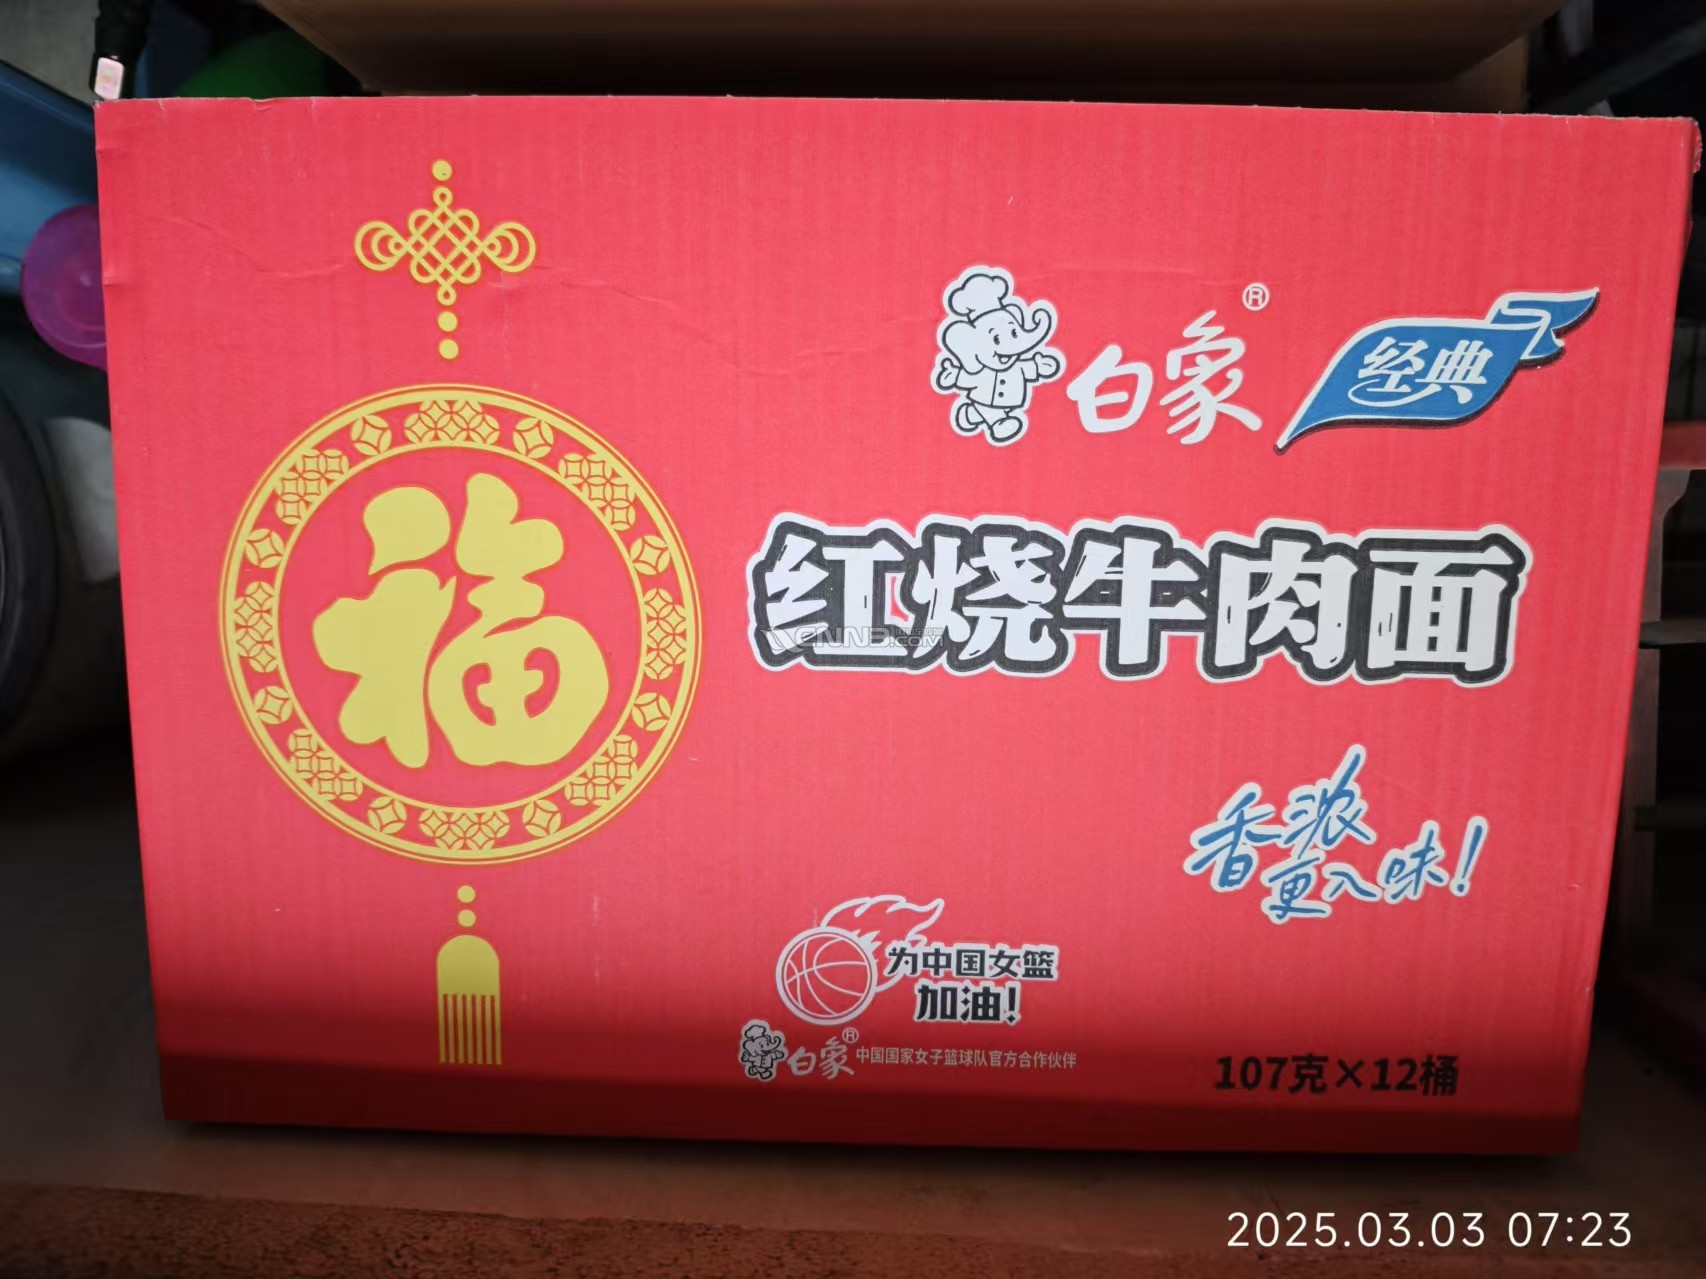 福
白象®
经典
红烧牛肉面
香浓
更入味！
为中国女篮
加油！
白象® 中国国家女子篮球队官方合作伙伴
107克×12桶
2025.03.03 07:23